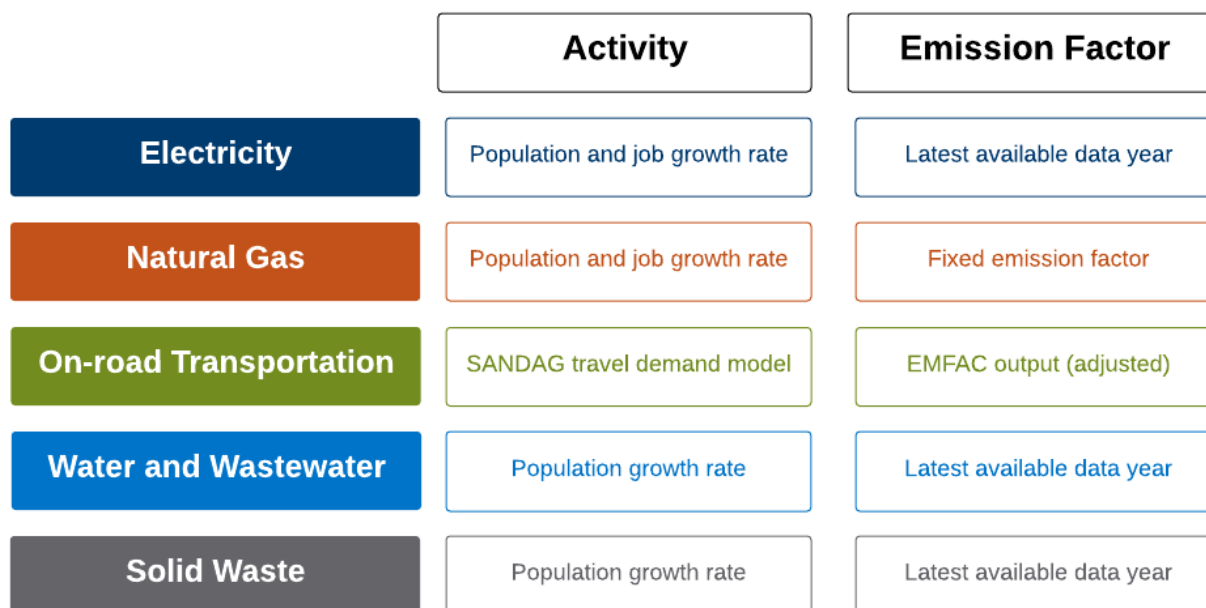 Activity
Emission Factor
Electricity
Population and job growth rate
Latest available data year
Natural Gas
Population and job growth rate
Fixed emission factor
On-road Transportation
SANDAG travel demand model
EMFAC output (adjusted)
Water and Wastewater
Population growth rate
Latest available data year
Solid Waste
Population growth rate
Latest available data year